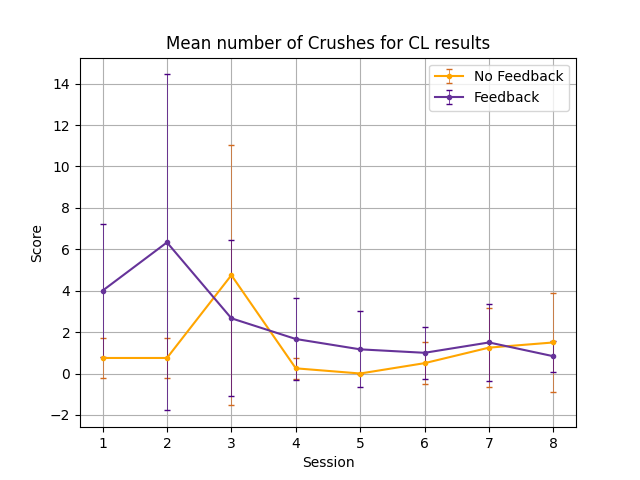 Mean number of Crushes for CL results
No Feedback
Feedback
14
12
10
8
6
4
2
0
−2
Score
1 2 3 4 5 6 7 8
Session